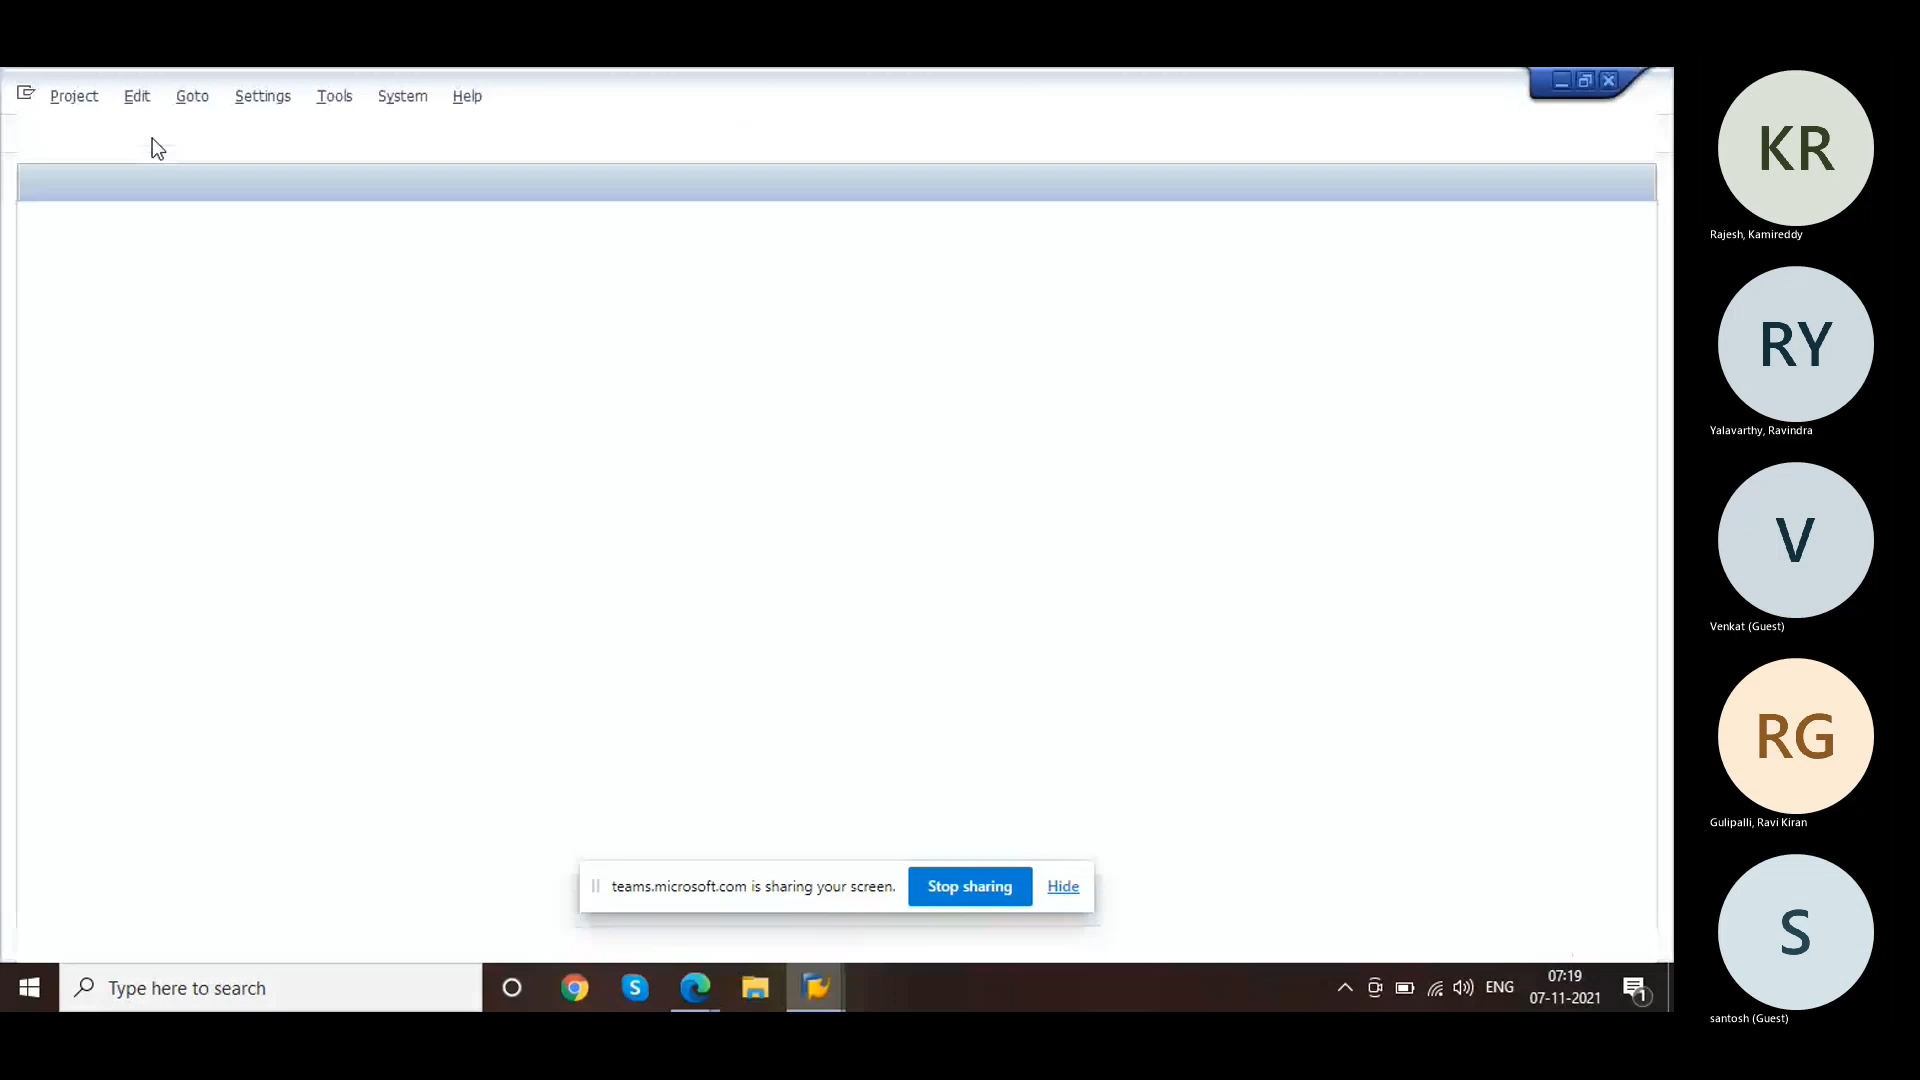 Project Edit Goto Settings Tools System Help
KR
Rajesh, Kamireddy
RY
Yalavarthy, Ravindra
V
Venkat (Guest)
RG
Gulipalli, Ravi Kiran
S
santosh (Guest)
teams.microsoft.com is sharing your screen. Stop sharing Hide
Type here to search
S
ENG
07:19
07-11-2021
1